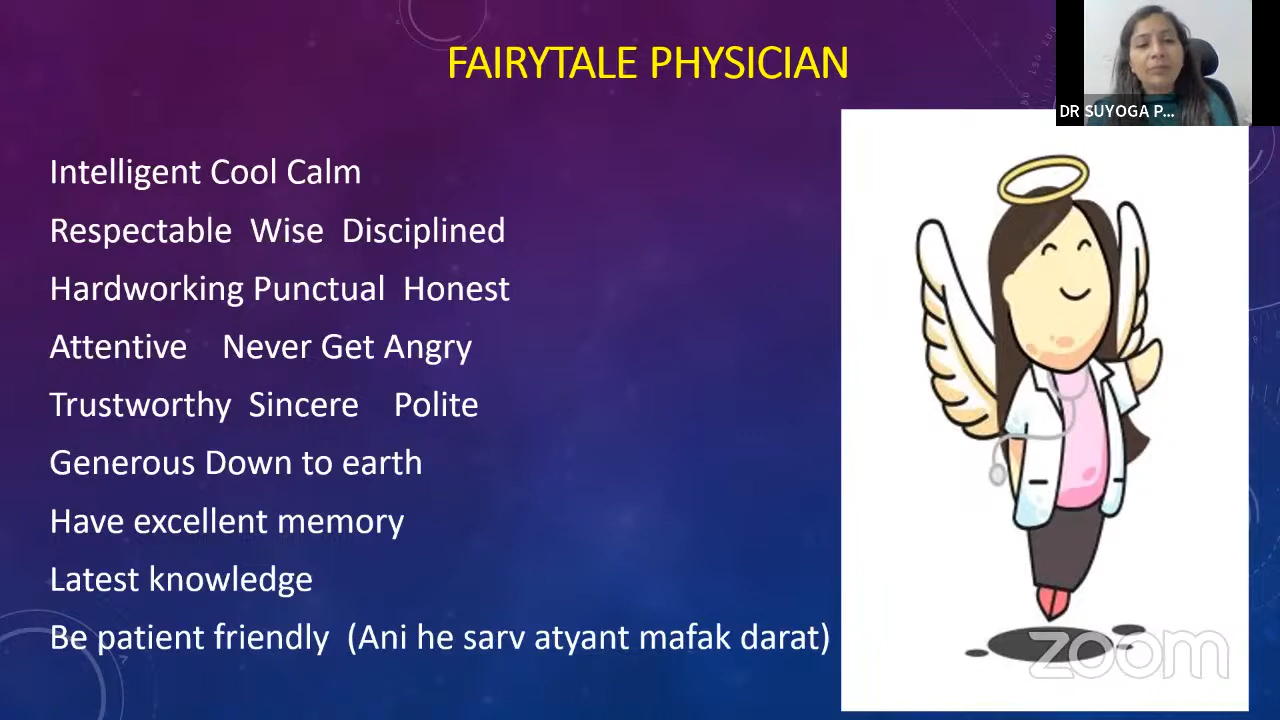 FAIRYTALE PHYSICIAN
DR SUYOGA P...
Intelligent Cool Calm
Respectable Wise Disciplined
Hardworking Punctual Honest
Attentive Never Get Angry
Trustworthy Sincere Polite
Generous Down to earth
Have excellent memory
Latest knowledge
Be patient friendly (Ani he sarv atyant mafak darat)
zoom